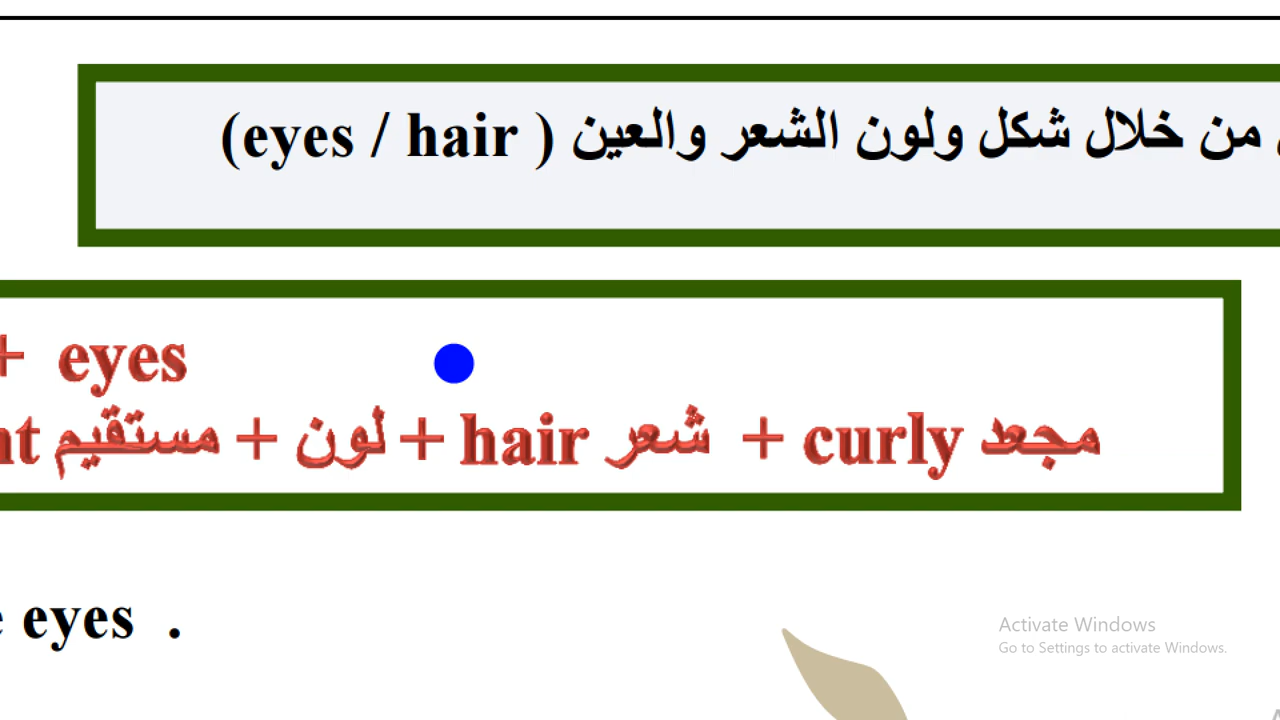 من خلال شكل ولون الشعر والعين ( eyes / hair)
+ eyes
مستقيم + لون + hair شعر + curly مجعد
eyes .
Activate Windows
Go to Settings to activate Windows.